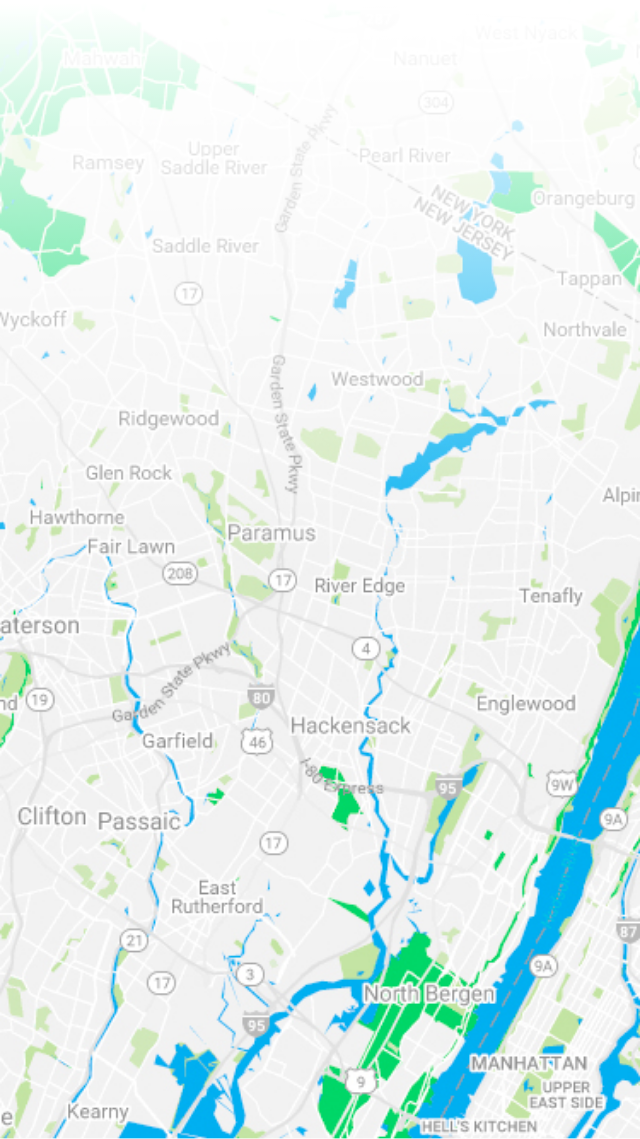 West Nyack
Mahwah
Nanuet
304
Upper
Saddle River
Pearl River
Ramsey
Garden State Pkwy
Orangeburg
NEW YORK
NEW JERSEY
Saddle River
Tappan
17
Wyckoff
Northvale
Westwood
Garden State Pkwy
Ridgewood
Glen Rock
Alpin
Hawthorne
Paramus
Fair Lawn
208
17
River Edge
Tenafly
aterson
4
Garden State Pkwy
80
19
nd
Englewood
Hackensack
46
Garfield
I-80 Express
95
9W
Clifton
Passaic
9A
17
East
Rutherford
87
21
9A
3
17
North Bergen
95
MANHATTAN
9
UPPER
EAST SIDE
Kearny
e
HELL'S KITCHEN